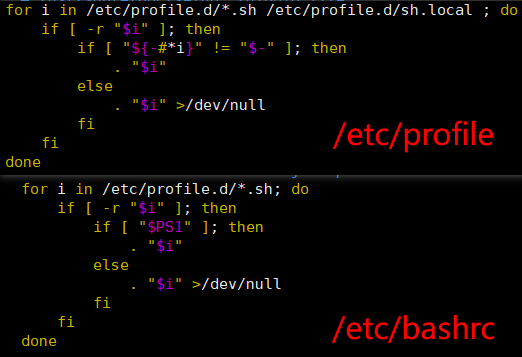 for i in /etc/profile.d/*.sh /etc/profile.d/sh.local ; do
    if [ -r "$i" ]; then
        if [ "${-#*i}" != "$-" ]; then
            . "$i"
        else
            . "$i" >/dev/null
        fi
    fi
done
/etc/profile
for i in /etc/profile.d/*.sh; do
    if [ -r "$i" ]; then
        if [ "$PS1" ]; then
            . "$i"
        else
            . "$i" >/dev/null
        fi
    fi
done
/etc/bashrc